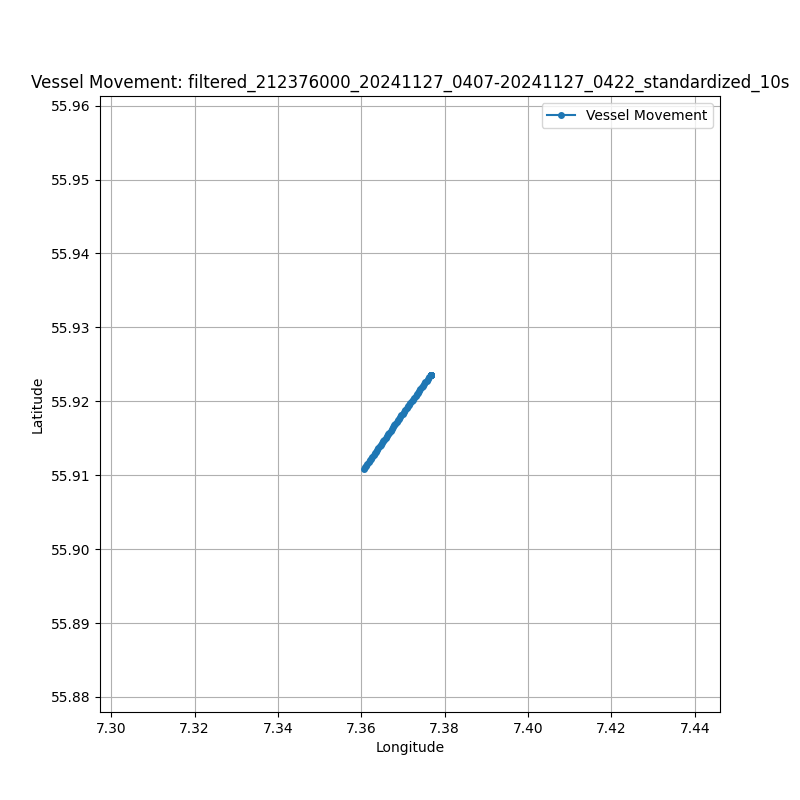 Vessel Movement: filtered_212376000_20241127_0407-20241127_0422_standardized_10s
Vessel Movement
55.96
55.95
55.94
55.93
55.92
55.91
55.90
55.89
55.88
Latitude
7.30 7.32 7.34 7.36 7.38 7.40 7.42 7.44
Longitude